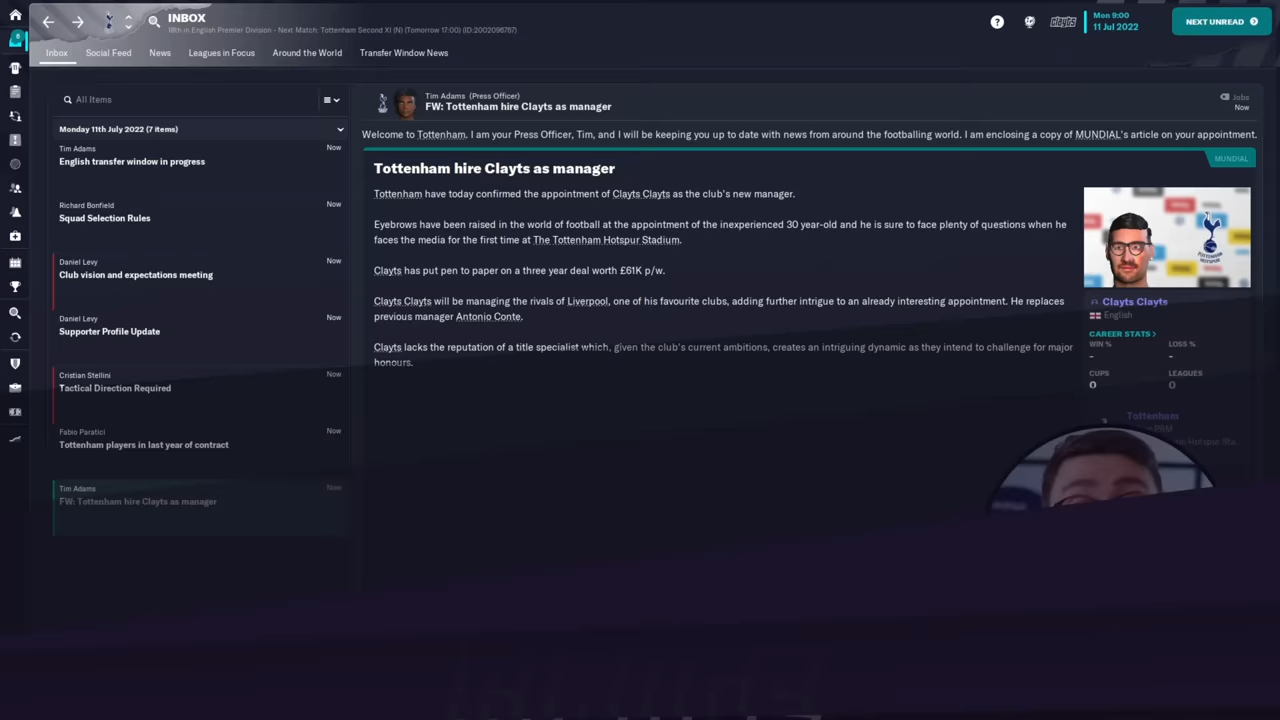 INBOX
18th in English Premier Division - Next Match: Tottenham Second XI (N) (Tomorrow 17:00) (ID:2002096767)
clayts
Mon 9:00
11 Jul 2022
NEXT UNREAD
6
Inbox
Social Feed
News
Leagues in Focus
Around the World
Transfer Window News
All Items
Monday 11th July 2022 (7 items)
Tim Adams
Now
English transfer window in progress
Richard Bonfield
Now
Squad Selection Rules
Daniel Levy
Now
Club vision and expectations meeting
Daniel Levy
Now
Supporter Profile Update
Cristian Stellini
Now
Tactical Direction Required
Fabio Paratici
Now
Tottenham players in last year of contract
Tim Adams
Now
FW: Tottenham hire Clayts as manager
Tim Adams (Press Officer)
FW: Tottenham hire Clayts as manager
Jobs
Now
Welcome to Tottenham. I am your Press Officer, Tim, and I will be keeping you up to date with news from around the footballing world. I am enclosing a copy of MUNDIAL's article on your appointment.
MUNDIAL
Tottenham hire Clayts as manager
Tottenham have today confirmed the appointment of Clayts Clayts as the club's new manager.
Eyebrows have been raised in the world of football at the appointment of the inexperienced 30 year-old and he is sure to face plenty of questions when he
faces the media for the first time at The Tottenham Hotspur Stadium.
Clayts has put pen to paper on a three year deal worth £61K p/w.
Clayts Clayts will be managing the rivals of Liverpool, one of his favourite clubs, adding further intrigue to an already interesting appointment. He replaces
previous manager Antonio Conte.
Clayts lacks the reputation of a title specialist which, given the club's current ambitions, creates an intriguing dynamic as they intend to challenge for major
honours.
TOTTENHAM
HOTSPUR
Clayts Clayts
English
CAREER STATS
WIN %
LOSS %
-
-
CUPS
LEAGUES
0
0
Tottenham